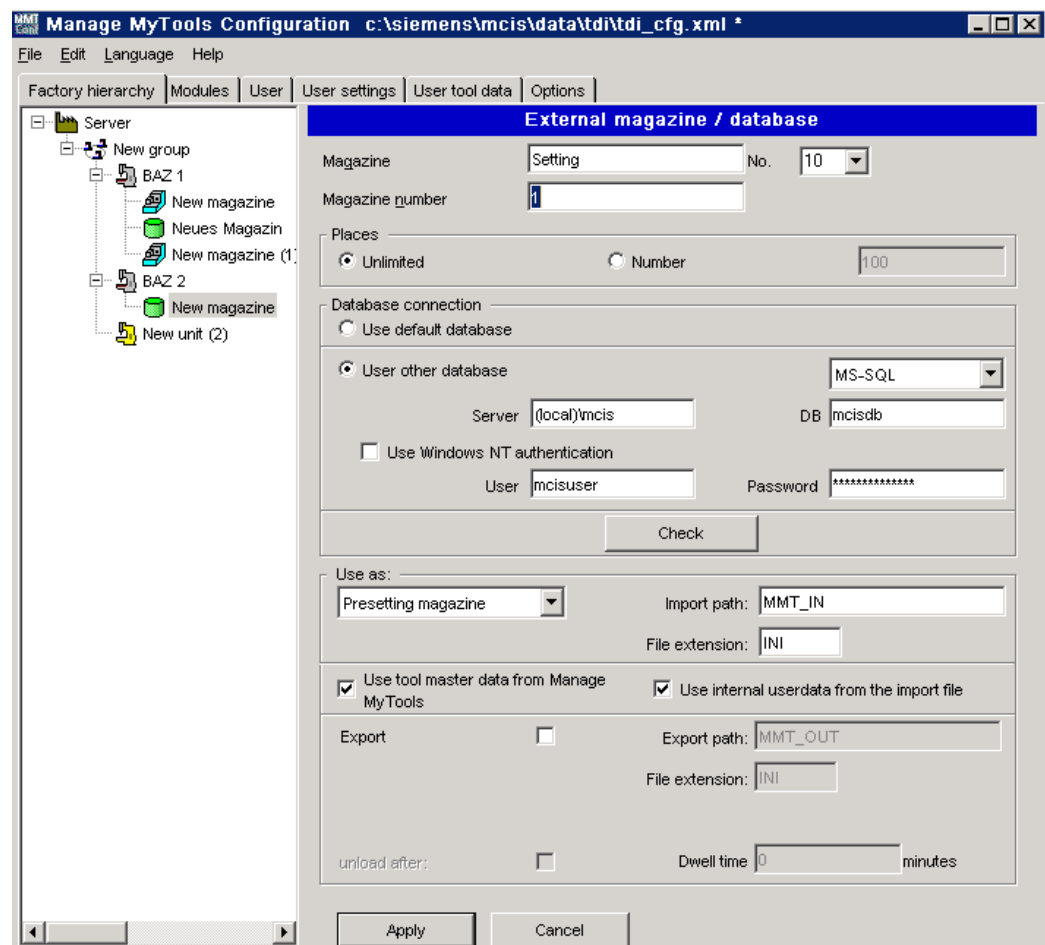 MMT Conf Manage MyTools Configuration c:\siemens\mcis\data\tdi\tdi_cfg.xml *
File Edit Language Help
Factory hierarchy Modules User User settings User tool data Options
Server
New group
BAZ 1
New magazine
Neues Magazin
New magazine (1)
BAZ 2
New magazine
New unit (2)
External magazine / database
Magazine Setting No. 10
Magazine number 1
Places
Unlimited Number 100
Database connection
Use default database
User other database MS-SQL
Server (local)\mcis DB mcisdb
Use Windows NT authentication
User mcisuser Password **************
Check
Use as:
Presetting magazine Import path: MMT_IN
File extension: INI
Use tool master data from Manage
MyTools
Use internal userdata from the import file
Export Export path: MMT_OUT
File extension: INI
unload after: Dwell time 0 minutes
Apply Cancel